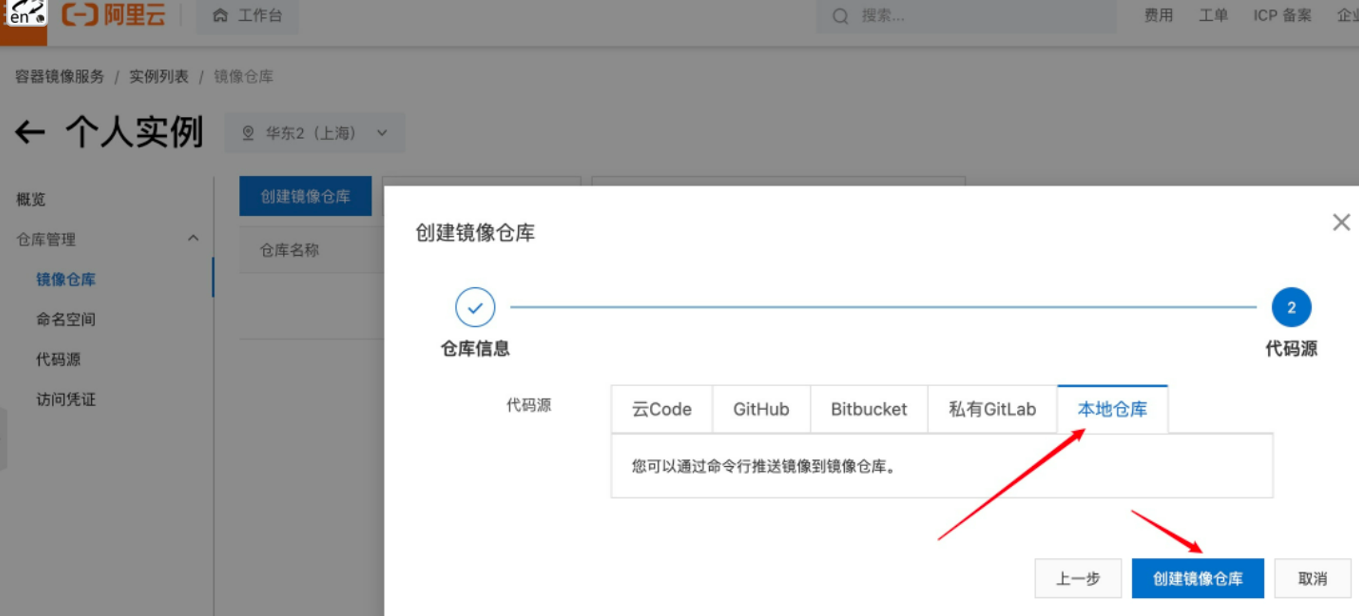 en
阿里云
工作台
搜索...
费用 工单 ICP 备案
容器镜像服务 / 实例列表 / 镜像仓库
个人实例
华东2（上海）
概览
创建镜像仓库
仓库管理
仓库名称
镜像仓库
命名空间
代码源
访问凭证
创建镜像仓库
2
仓库信息
代码源
代码源
云Code GitHub Bitbucket 私有GitLab 本地仓库
您可以通过命令行推送镜像到镜像仓库。
上一步 创建镜像仓库 取消